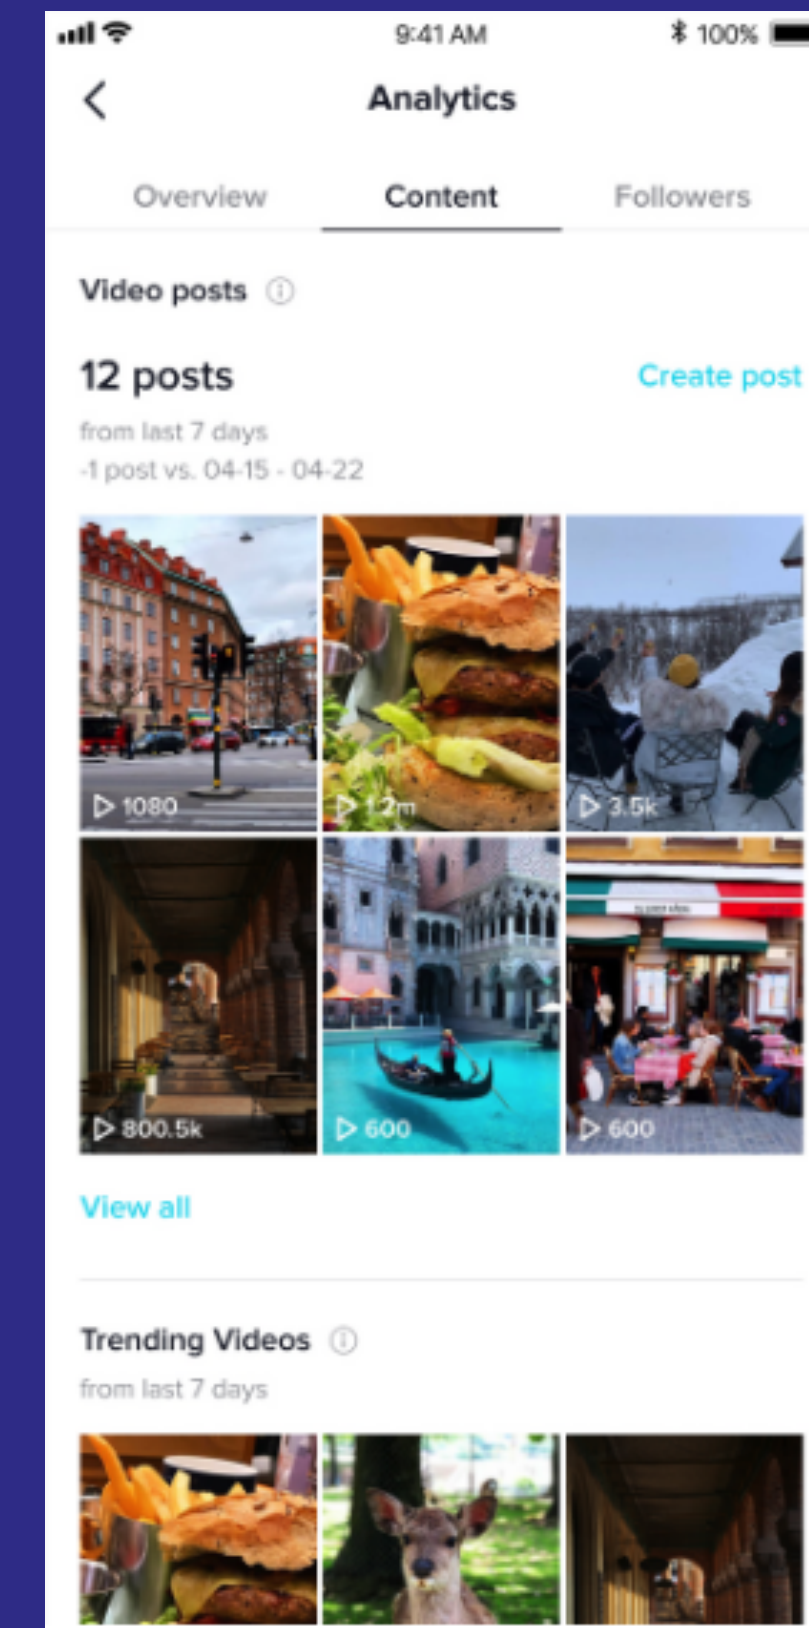 9:41 AM 100%
Analytics
Overview Content Followers
Video posts
12 posts Create post
from last 7 days
-1 post vs. 04-15 - 04-22
1080 1.2m 3.5k
800.5k 600 600
View all
Trending Videos
from last 7 days